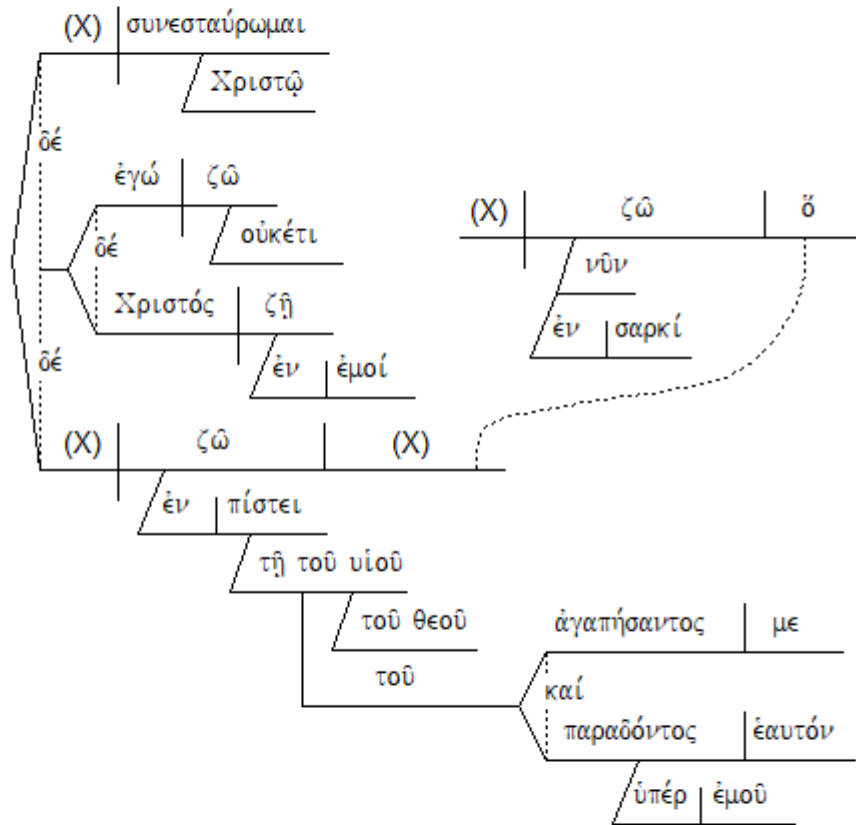 (X) συνεσταύρωμαι
Χριστῷ
δέ
ἐγώ ζῶ
οὐκέτι
δέ
Χριστός ζῇ
ἐν ἐμοί
δέ
(X) ζῶ ὅ
νῦν
ἐν σαρκί
(X) ζῶ (X)
ἐν πίστει
τῇ τοῦ υἱοῦ
τοῦ θεοῦ
τοῦ
ἀγαπήσαντος με
καί
παραδόντος ἑαυτόν
ὑπέρ ἐμοῦ